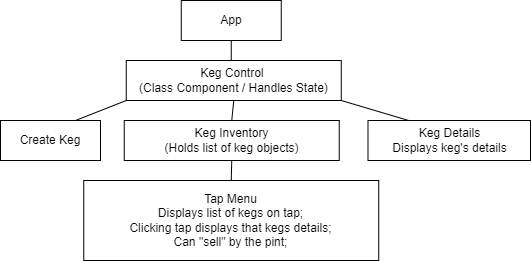 App
Keg Control
(Class Component / Handles State)
Create Keg
Keg Inventory
(Holds list of keg objects)
Keg Details
Displays keg's details
Tap Menu
Displays list of kegs on tap;
Clicking tap displays that kegs details;
Can "sell" by the pint;